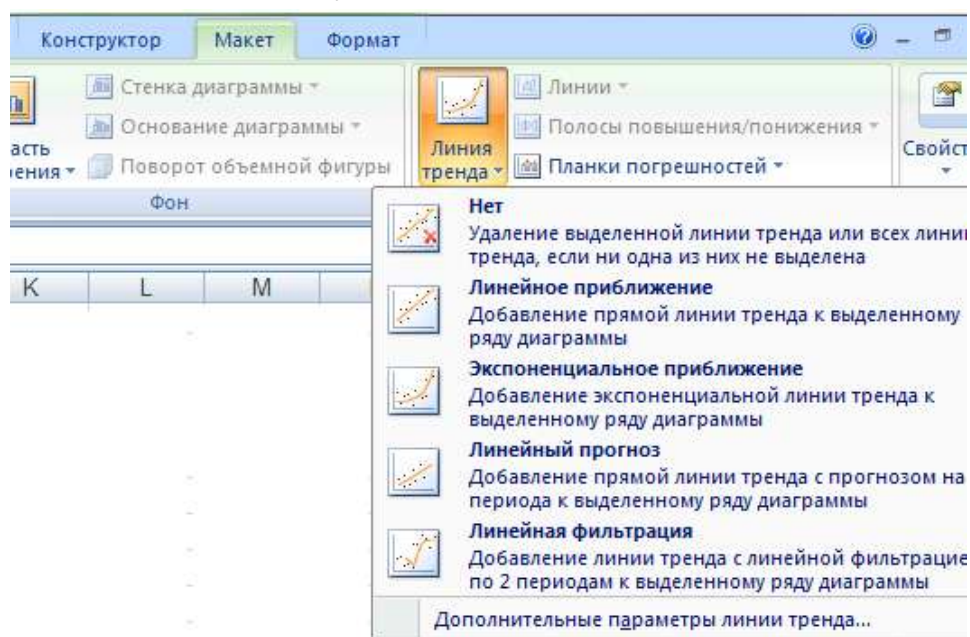 Конструктор Макет Формат
Стенка диаграммы Линии
Основание диаграммы Полосы повышения/понижения
Поворот объемной фигуры Линия тренда Планки погрешностей
Фон
Нет
Удаление выделенной линии тренда или всех
тренда, если ни одна из них не выделена
K L M
Линейное приближение
Добавление прямой линии тренда к выделенному
ряду диаграммы
Экспоненциальное приближение
Добавление экспоненциальной линии тренда к
выделенному ряду диаграммы
Линейный прогноз
Добавление прямой линии тренда с прогнозом на
периода к выделенному ряду диаграммы
Линейная фильтрация
Добавление линии тренда с линейной
по 2 периодам к выделенному ряду диаграммы
Дополнительные параметры линии тренда...